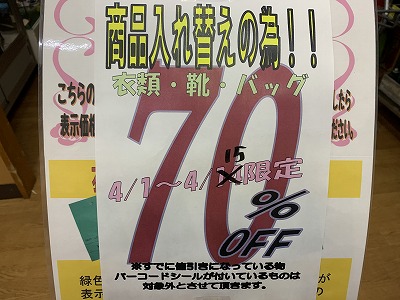 商品入れ替えの為!!
衣類・靴・バッグ
こちらの
表示価格
したら
ださい。
70
4/1〜4/15限定
% OFF
※すでに値引きになっている物
バーコードシールが付いているものは
対象外とさせて頂きます。
緑色
表示
が
の